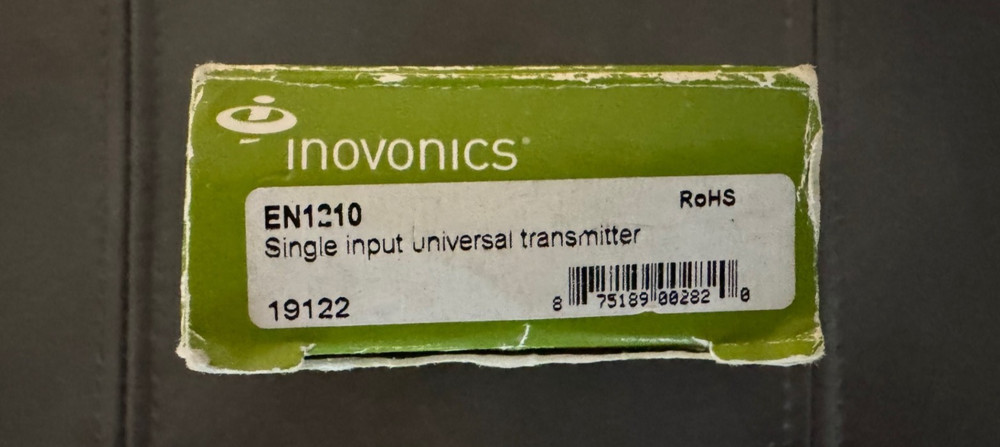 inovonics
RoHS
EN1210
Single input universal transmitter
19122
8 75189 00282 0